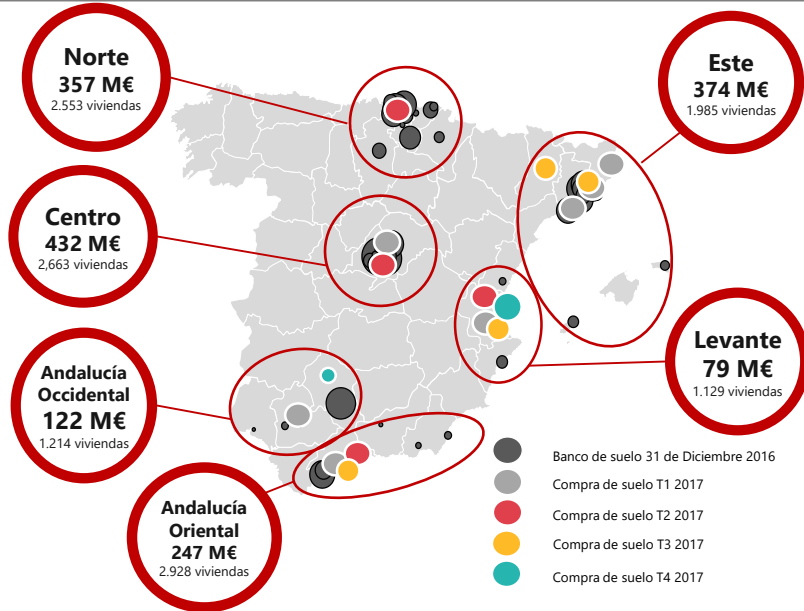 Norte
357 M€
2.553 viviendas
Este
374 M€
1.985 viviendas
Centro
432 M€
2,663 viviendas
Levante
79 M€
1.129 viviendas
Andalucía
Occidental
122 M€
1.214 viviendas
Andalucía
Oriental
247 M€
2.928 viviendas
Banco de suelo 31 de Diciembre 2016
Compra de suelo T1 2017
Compra de suelo T2 2017
Compra de suelo T3 2017
Compra de suelo T4 2017